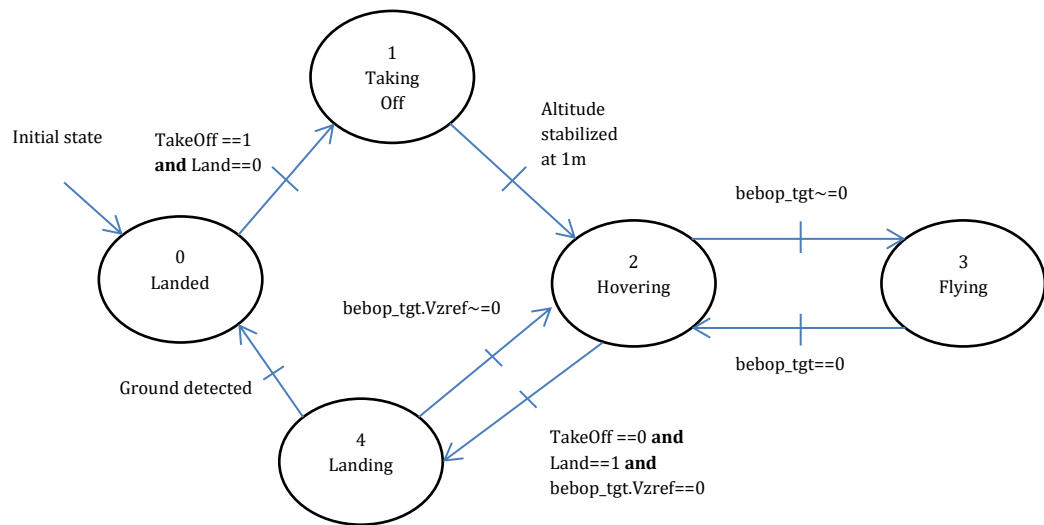 1
Taking
Off
Initial state
TakeOff ==1
and Land==0
Altitude
stabilized
at 1m
bebop_tgt~=0
0
Landed
2
Hovering
3
Flying
bebop_tgt.Vzref~=0
bebop_tgt==0
Ground detected
4
Landing
TakeOff ==0 and
Land==1 and
bebop_tgt.Vzref==0